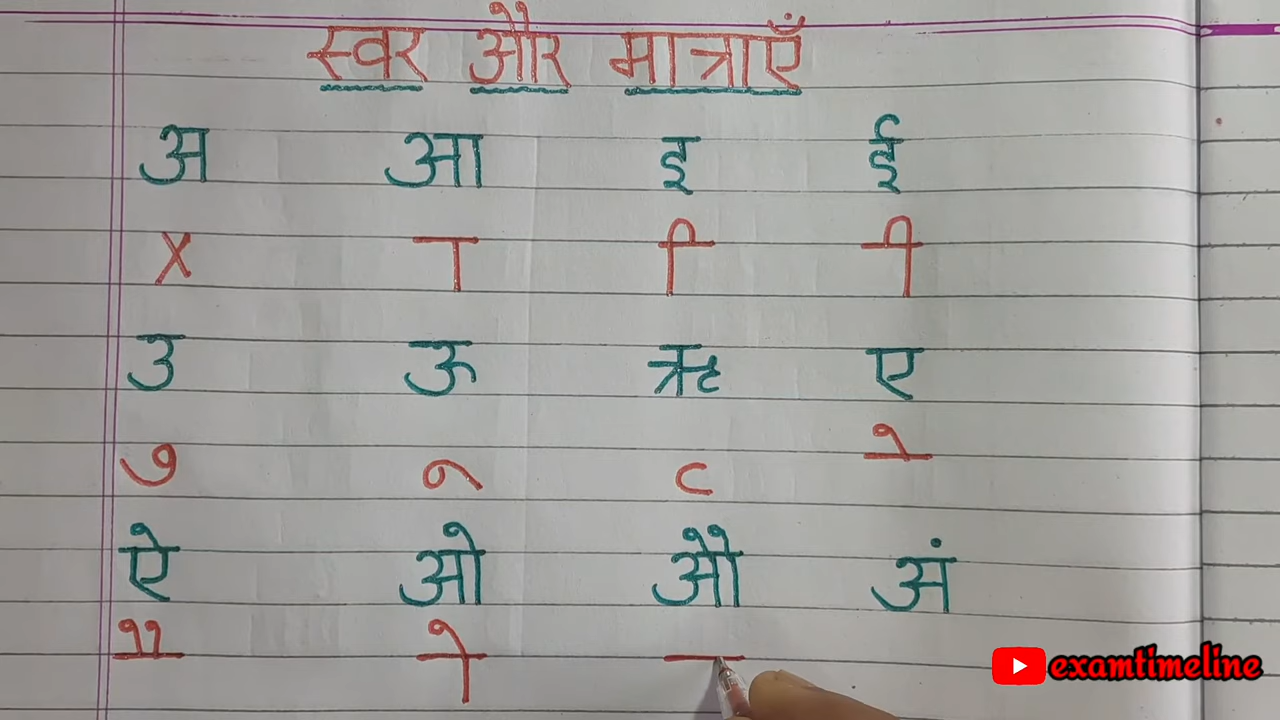 स्वर और मात्राएँ
अ आ इ ई
x ा ि ी
उ ऊ ऋ ए
ु ू ृ े
ऐ ओ औ अं
ै ो
examtimeline